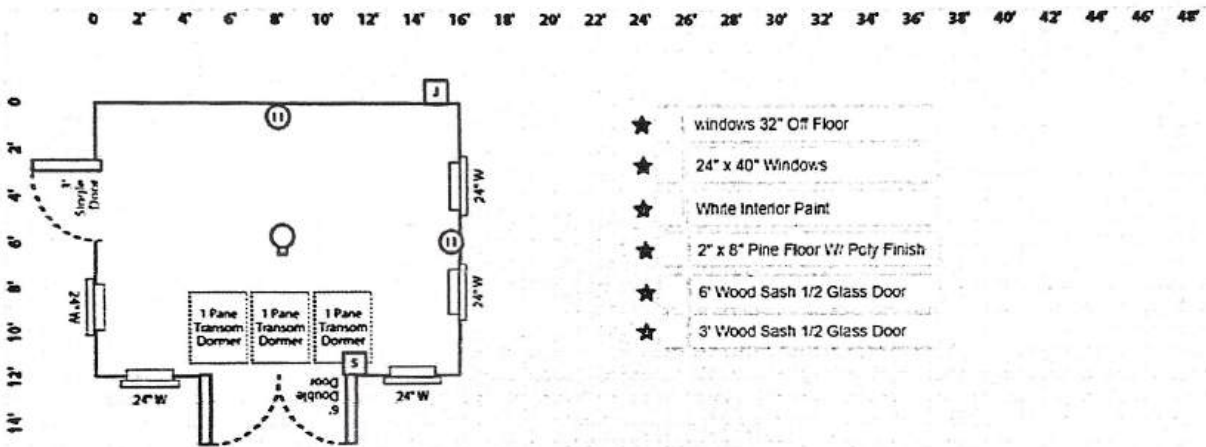 0' 2' 4' 6' 8' 10' 12' 14' 16' 18' 20' 22' 24' 26' 28' 30' 32' 34' 36' 38' 40' 42' 44' 46' 48'
0
2'
4'
6'
8'
10'
12'
14'
J
3'
Single
Door
24" W
24" W
24" W
1 Pane
Transom
Dormer
1 Pane
Transom
Dormer
1 Pane
Transom
Dormer
S
6'
Double
Door
24" W
24" W
windows 32" Off Floor
24" x 40" Windows
White Interior Paint
2" x 8" Pine Floor W/ Poly Finish
6' Wood Sash 1/2 Glass Door
3' Wood Sash 1/2 Glass Door